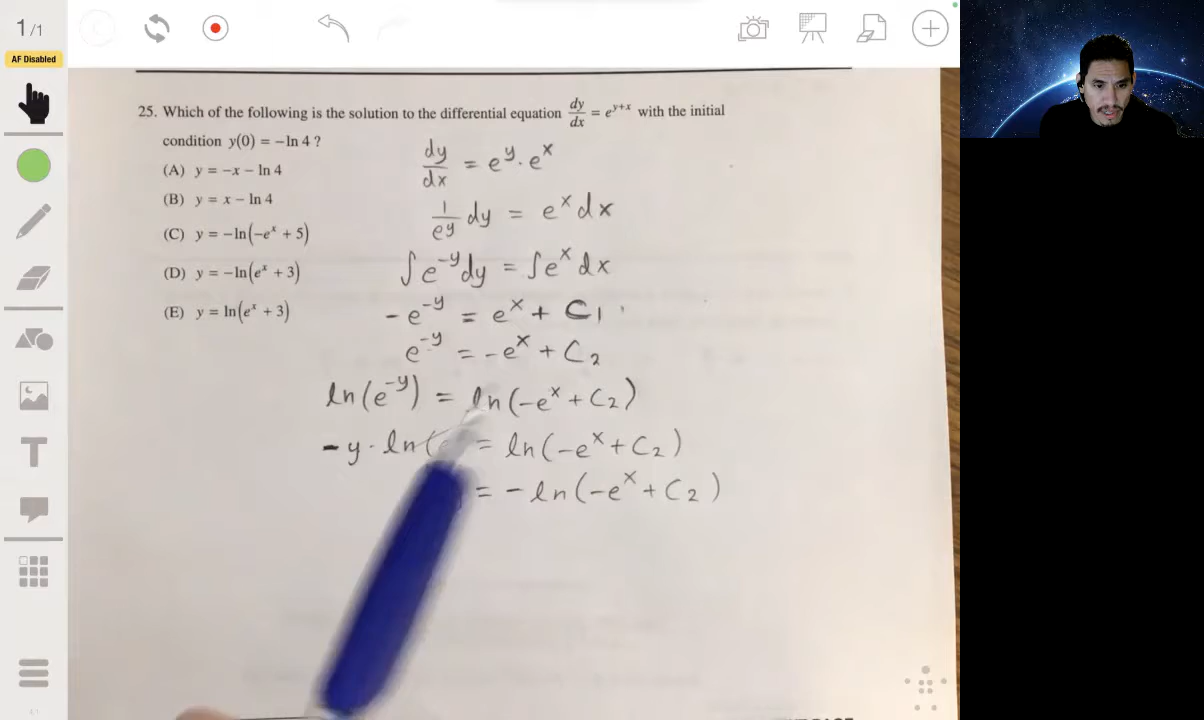 1/1
AF Disabled
25. Which of the following is the solution to the differential equation dy/dx = e^(y+x) with the initial
condition y(0) = −ln 4 ?
(A) y = −x − ln 4
(B) y = x − ln 4
(C) y = −ln(−e^x + 5)
(D) y = −ln(e^x + 3)
(E) y = ln(e^x + 3)
dy/dx = e^y · e^x
1/e^y dy = e^x dx
∫e^-y dy = ∫e^x dx
-e^-y = e^x + C1
e^-y = -e^x + C2
ln(e^-y) = ln(-e^x + C2)
-y · ln( = ln(-e^x + C2)
= -ln(-e^x + C2)
T